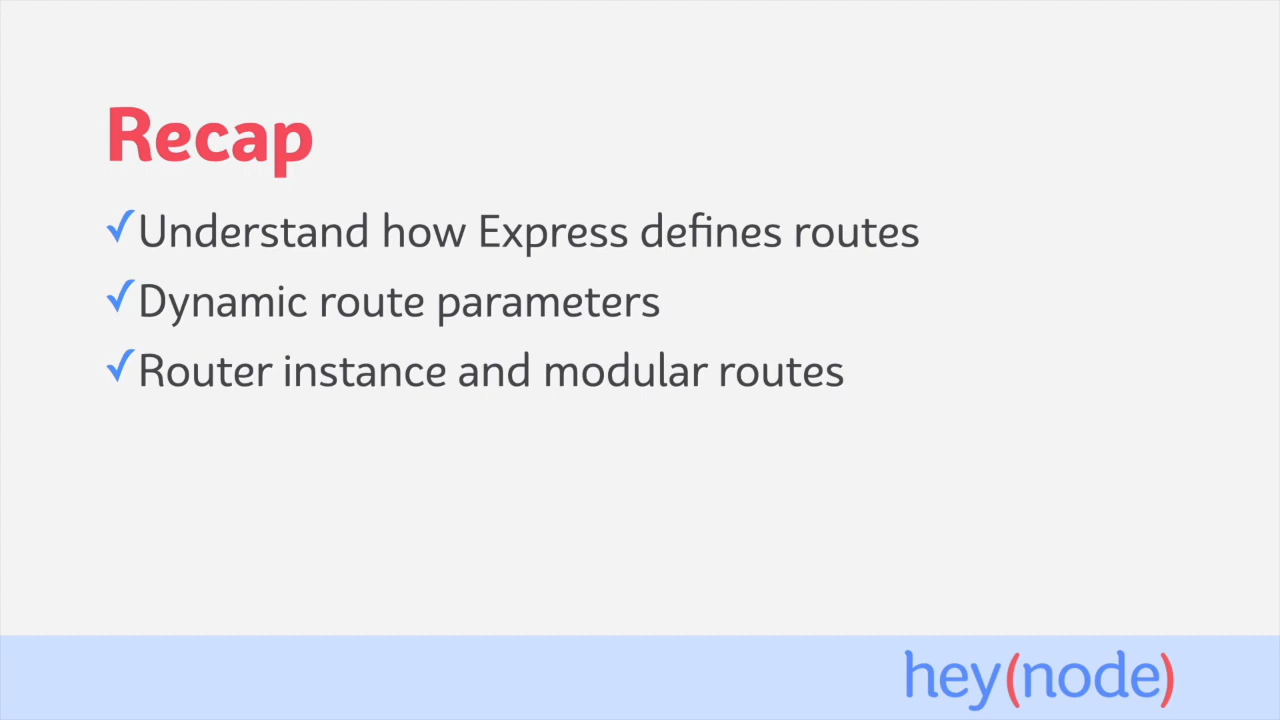 Recap
✓Understand how Express defines routes
✓Dynamic route parameters
✓Router instance and modular routes
hey(node)